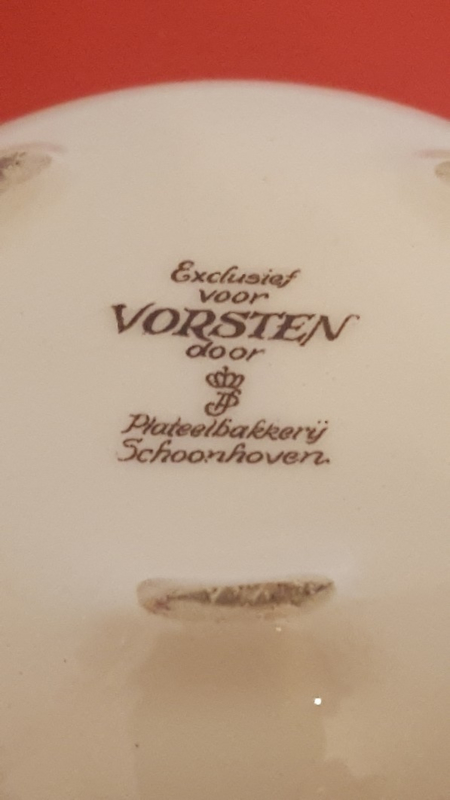 Exclusief
voor
VORSTEN
door
Plateelbakkerij
Schoonhoven.